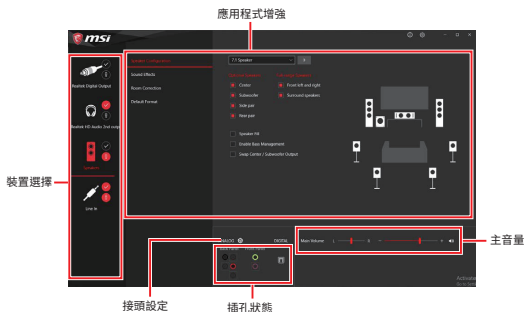 應用程式增強
msi
Speaker Configuration
7.1 Speaker
Sound Effects
Room Correction
Default Format
Center
Subwoofer
Side pair
Rear pair
Front left and right
Surround speakers
Speaker Fill
Enable Bass Management
Swap Center / Subwoofer Output
Realtek Digital Output
Realtek HD Audio 2nd output
Speakers
Line In
裝置選擇
ANALOG
DIGITAL
Main Volume
L
R
主音量
接頭設定
插孔狀態